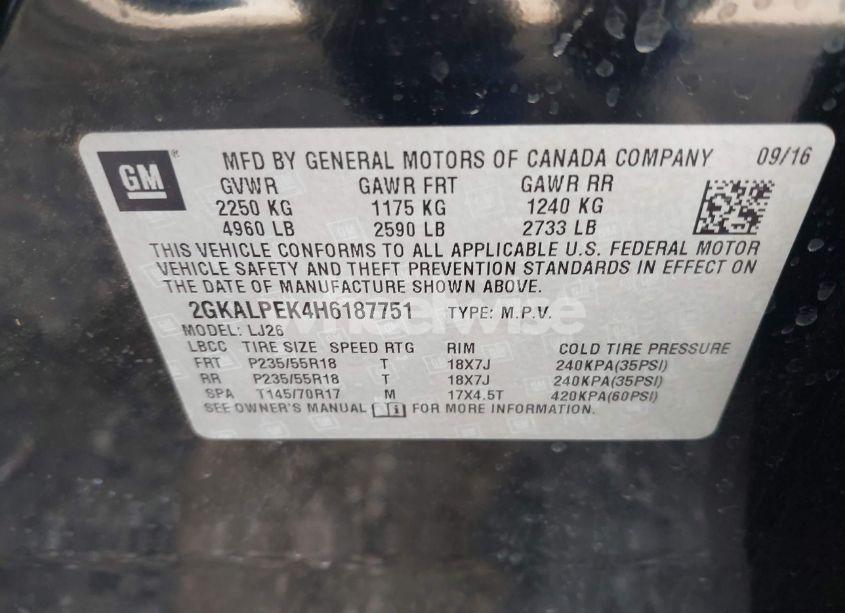 GM ® MFD BY GENERAL MOTORS OF CANADA COMPANY 09/16
GVWR GAWR FRT GAWR RR
2250 KG 1175 KG 1240 KG
4960 LB 2590 LB 2733 LB
THIS VEHICLE CONFORMS TO ALL APPLICABLE U.S. FEDERAL MOTOR
VEHICLE SAFETY AND THEFT PREVENTION STANDARDS IN EFFECT ON
THE DATE OF MANUFACTURE SHOWN ABOVE.
2GKALPEK4H6187751 TYPE: M.P.V.
wheelwise
MODEL: LJ26
LBCC TIRE SIZE SPEED RTG RIM COLD TIRE PRESSURE
FRT P235/55R18 T 18X7J 240KPA(35PSI)
RR P235/55R18 T 18X7J 240KPA(35PSI)
SPA T145/70R17 M 17X4.5T 420KPA(60PSI)
SEE OWNER'S MANUAL FOR MORE INFORMATION.